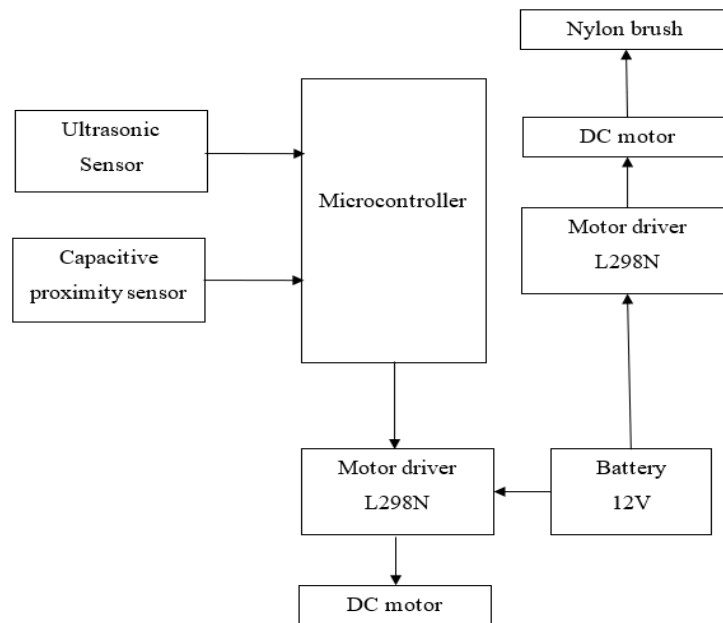 Nylon brush
DC motor
Motor driver
L298N
Ultrasonic
Sensor
Microcontroller
Capacitive
proximity sensor
Motor driver
L298N
Battery
12V
DC motor